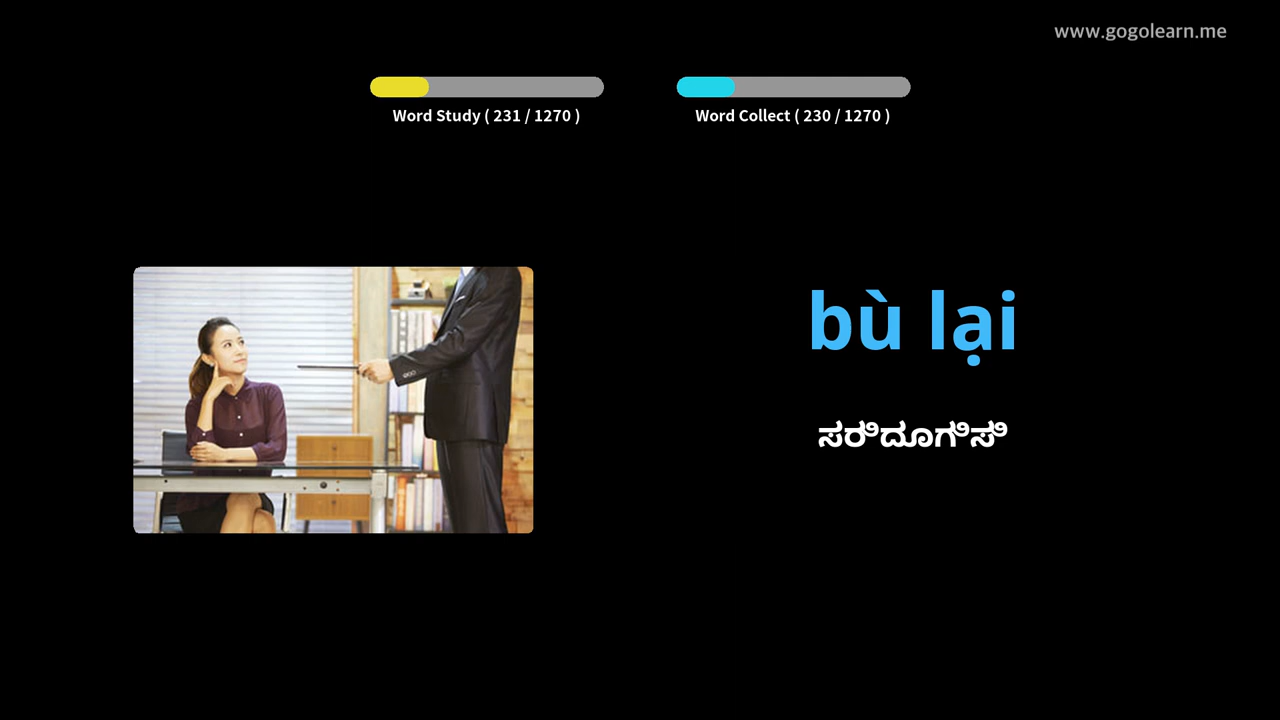 www.gogolearn.me
Word Study ( 231 / 1270 )
Word Collect ( 230 / 1270 )
bù lại
ಸರಿದೂಗಿಸಿ